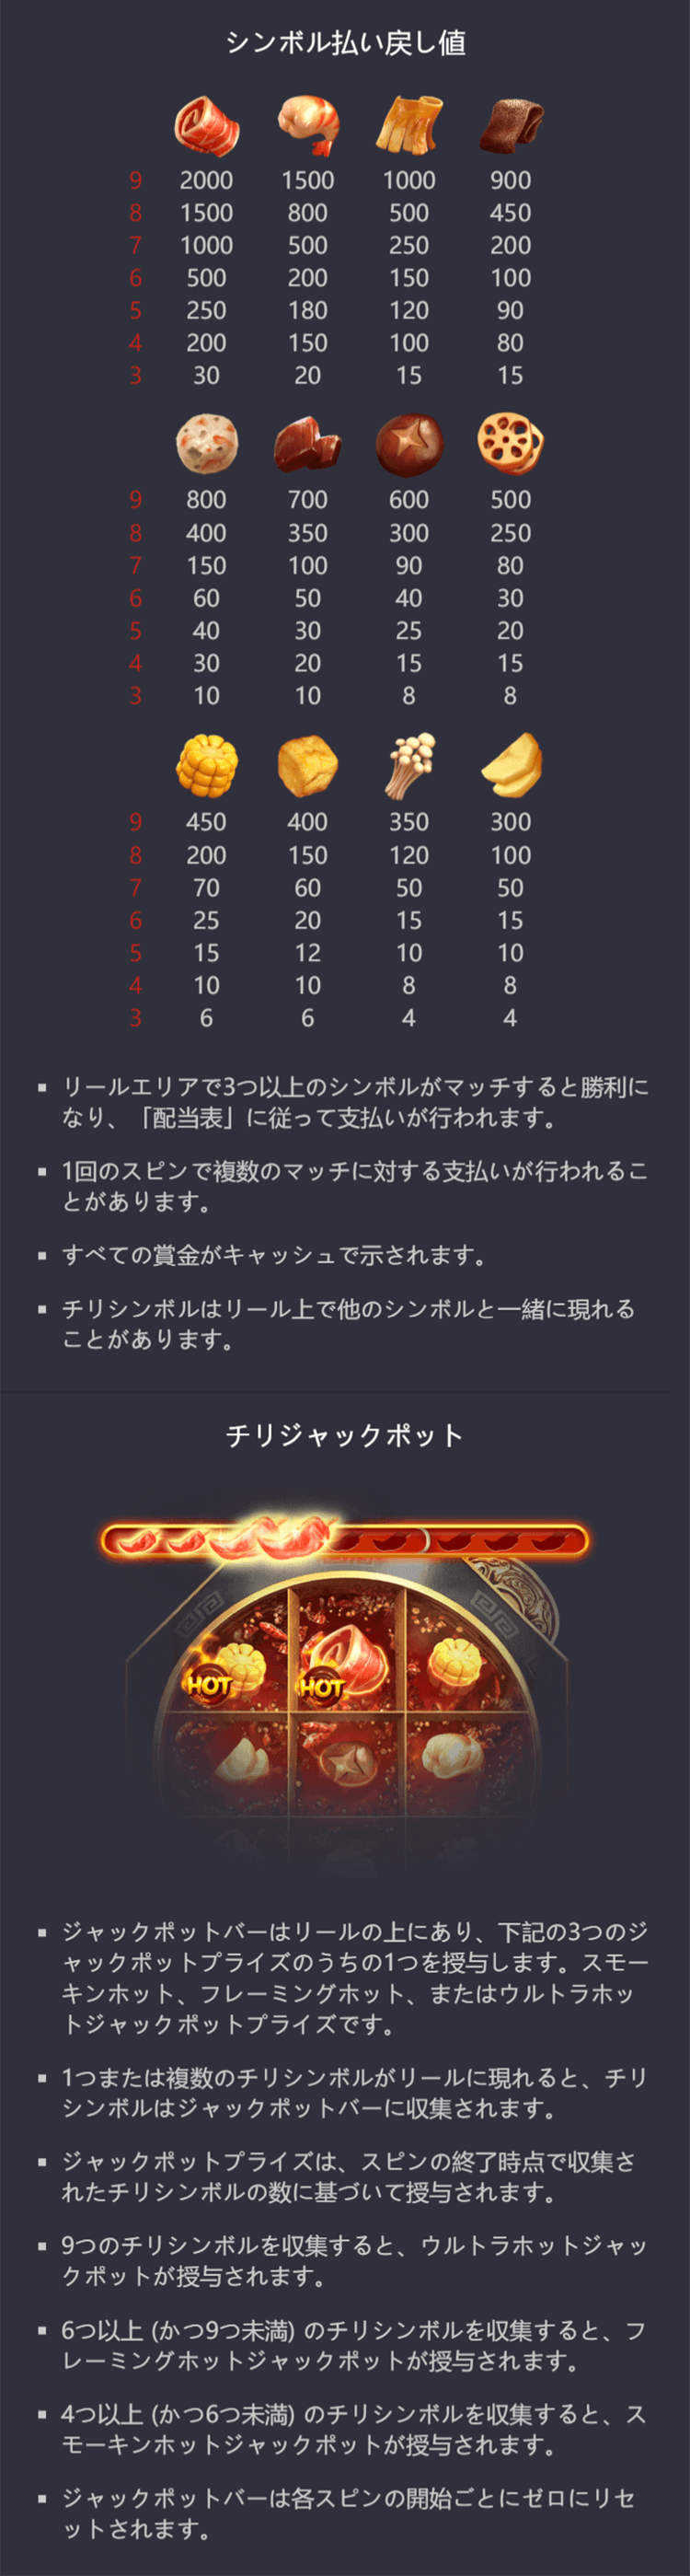 シンボル払い戻し値
9 2000 1500 1000 900
8 1500 800 500 450
7 1000 500 250 200
6 500 200 150 100
5 250 180 120 90
4 200 150 100 80
3 30 20 15 15
9 800 700 600 500
8 400 350 300 250
7 150 100 90 80
6 60 50 40 30
5 40 30 25 20
4 30 20 15 15
3 10 10 8 8
9 450 400 350 300
8 200 150 120 100
7 70 60 50 50
6 25 20 15 15
5 15 12 10 10
4 10 10 8 8
3 6 6 4 4
▪ リールエリアで3つ以上のシンボルがマッチすると勝利に
なり、「配当表」に従って支払いが行われます。
▪ 1回のスピンで複数のマッチに対する支払いが行われるこ
とがあります。
▪ すべての賞金がキャッシュで示されます。
▪ チリシンボルはリール上で他のシンボルと一緒に現れる
ことがあります。
チリジャックポット
HOT HOT
▪ ジャックポットバーはリールの上にあり、下記の3つのジ
ャックポットプライズのうちの1つを授与します。スモー
キンホット、フレーミングホット、またはウルトラホッ
トジャックポットプライズです。
▪ 1つまたは複数のチリシンボルがリールに現れると、チリ
シンボルはジャックポットバーに収集されます。
▪ ジャックポットプライズは、スピンの終了時点で収集さ
れたチリシンボルの数に基づいて授与されます。
▪ 9つのチリシンボルを収集すると、ウルトラホットジャッ
クポットが授与されます。
▪ 6つ以上 (かつ9つ未満) のチリシンボルを収集すると、フ
レーミングホットジャックポットが授与されます。
▪ 4つ以上 (かつ6つ未満) のチリシンボルを収集すると、ス
モーキンホットジャックポットが授与されます。
▪ ジャックポットバーは各スピンの開始ごとにゼロにリセ
ットされます。